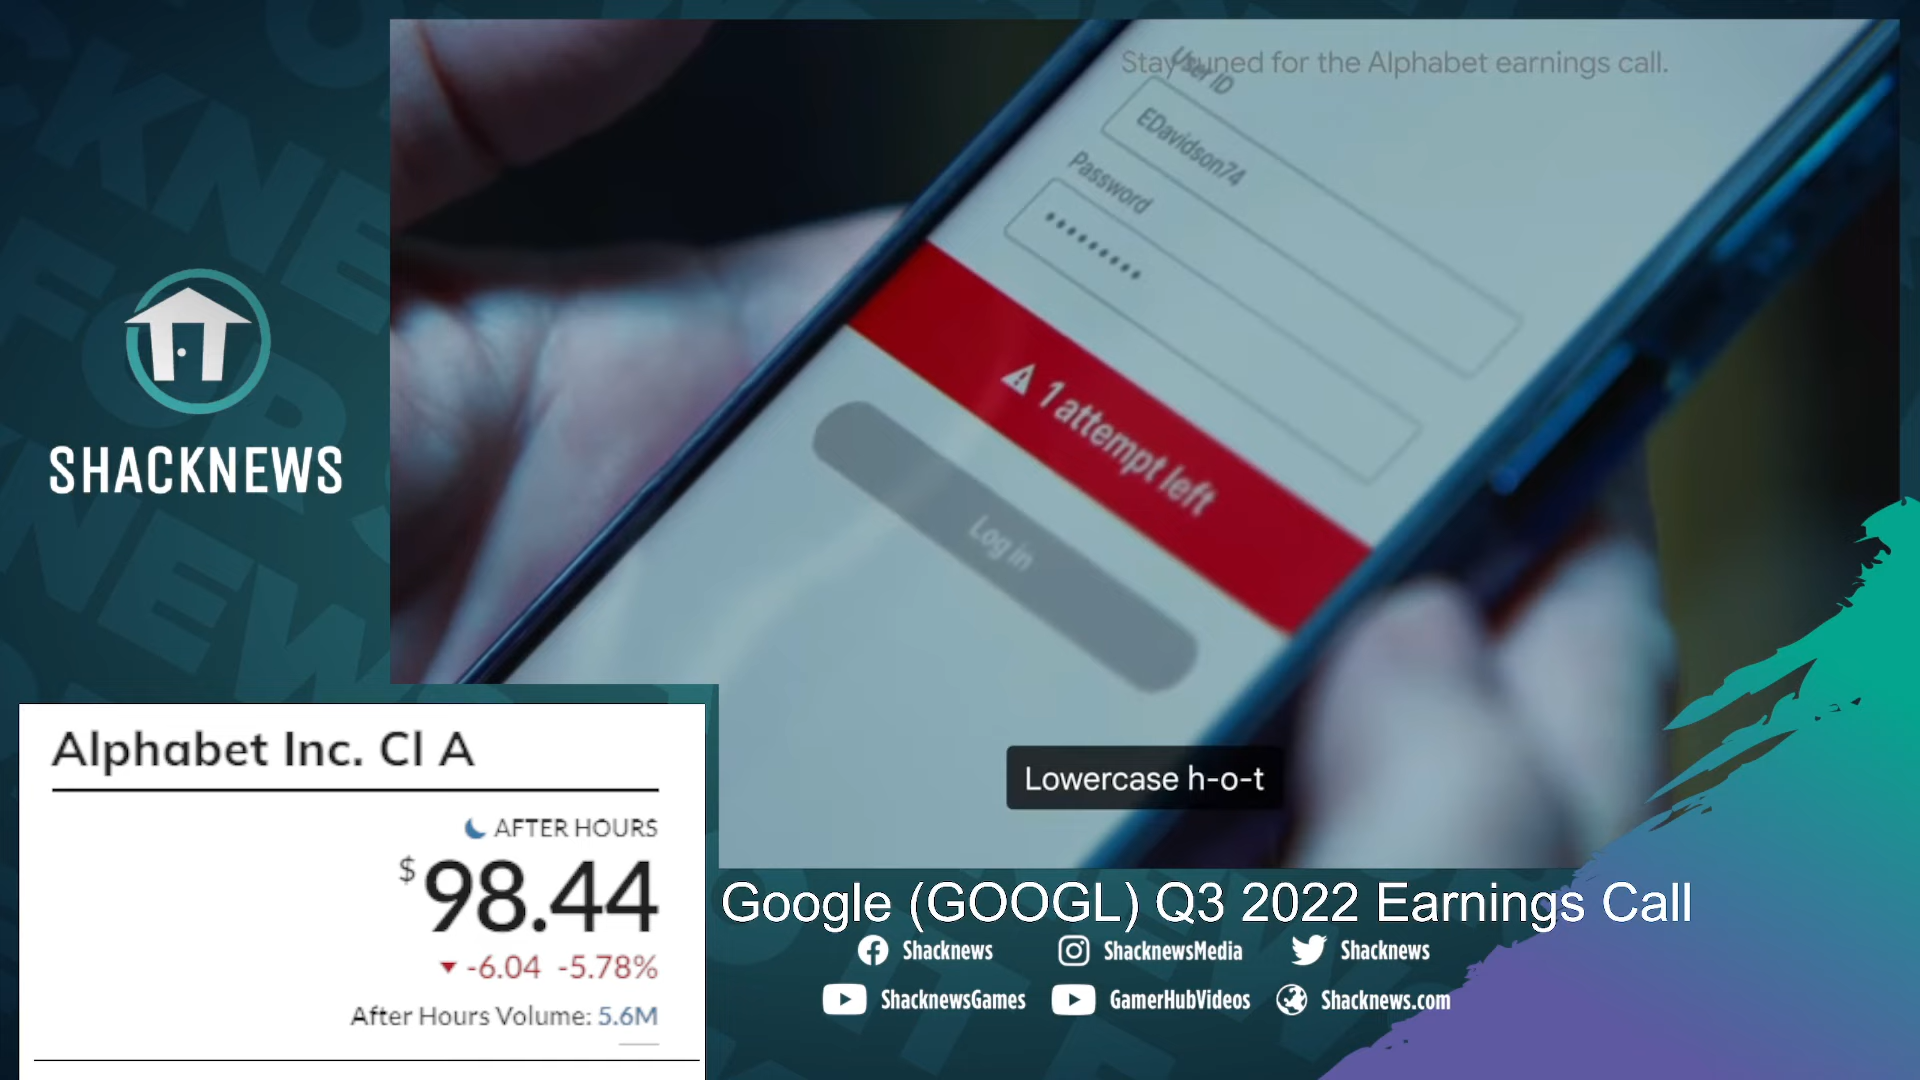 Stay tuned for the Alphabet earnings call.
User ID
EDavidson74
Password
•••••••••
1 attempt left
Log in
Lowercase h-o-t
SHACKNEWS
Alphabet Inc. Cl A
AFTER HOURS
$98.44
-6.04 -5.78%
After Hours Volume: 5.6M
Google (GOOGL) Q3 2022 Earnings Call
Shacknews ShacknewsMedia Shacknews
ShacknewsGames GamerHubVideos Shacknews.com